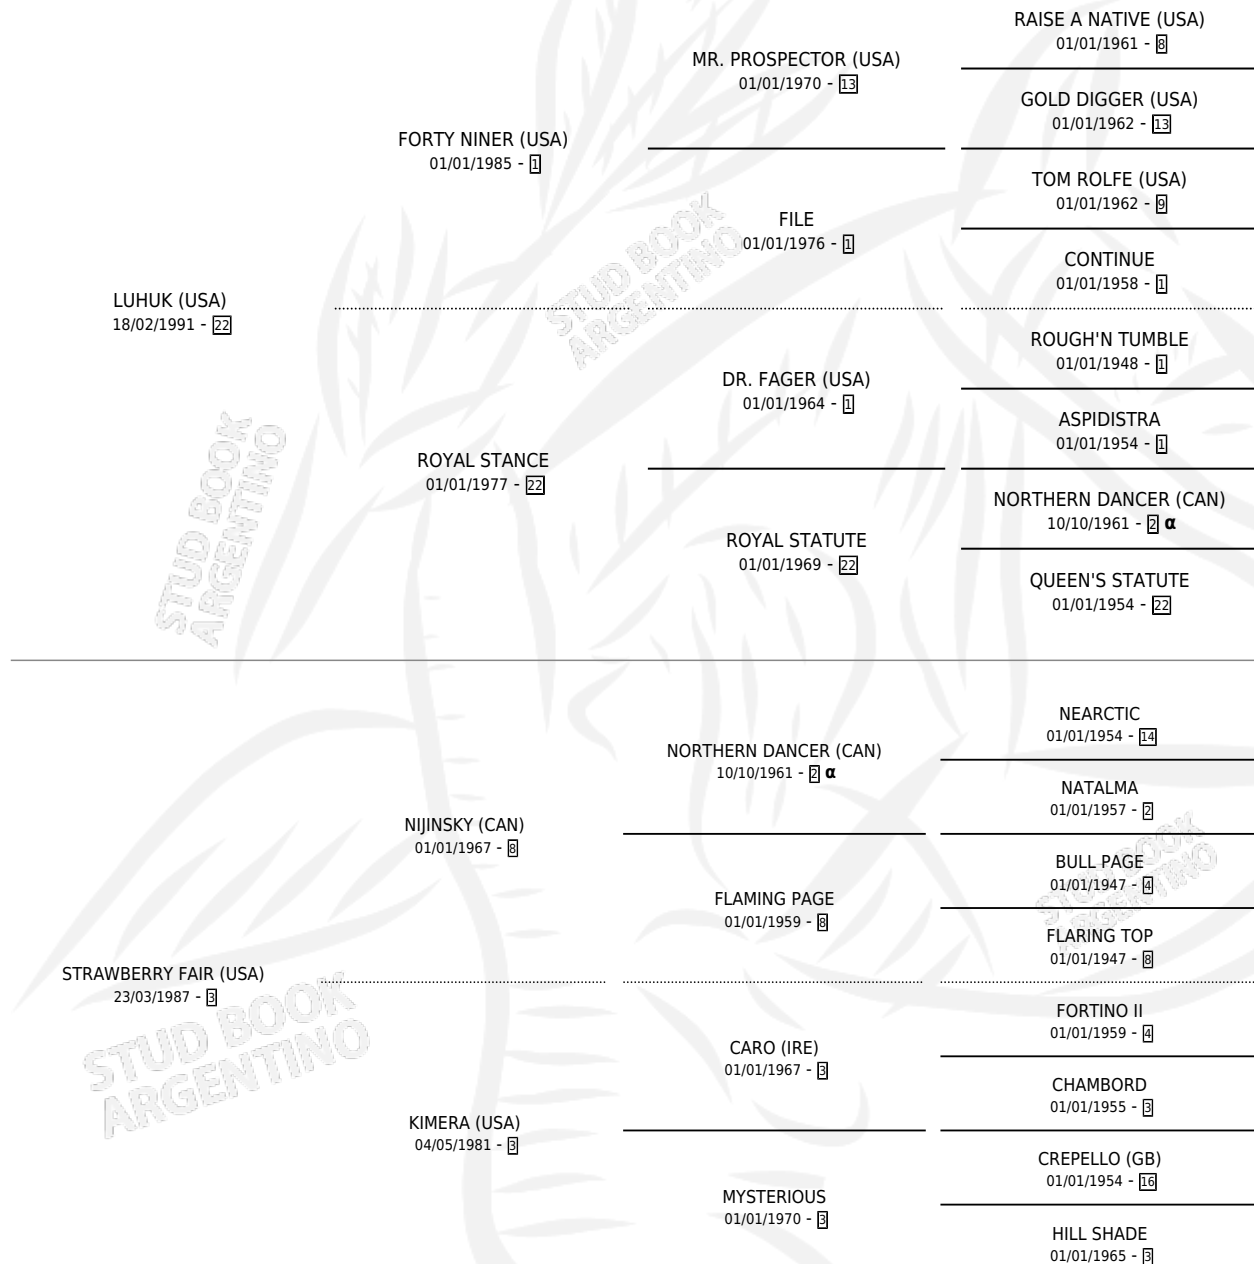 RAISE A NATIVE (USA)
01/01/1961 - 8
MR. PROSPECTOR (USA)
01/01/1970 - 13
GOLD DIGGER (USA)
01/01/1962 - 13
FORTY NINER (USA)
01/01/1985 - 1
TOM ROLFE (USA)
01/01/1962 - 9
FILE
01/01/1976 - 1
CONTINUE
01/01/1958 - 1
LUHUK (USA)
18/02/1991 - 22
ROUGH'N TUMBLE
01/01/1948 - 1
DR. FAGER (USA)
01/01/1964 - 1
ASPIDISTRA
01/01/1954 - 1
ROYAL STANCE
01/01/1977 - 22
NORTHERN DANCER (CAN)
10/10/1961 - 2 α
ROYAL STATUTE
01/01/1969 - 22
QUEEN'S STATUTE
01/01/1954 - 22
NEARCTIC
01/01/1954 - 14
NORTHERN DANCER (CAN)
10/10/1961 - 2 α
NATALMA
01/01/1957 - 2
NIJINSKY (CAN)
01/01/1967 - 8
BULL PAGE
01/01/1947 - 4
FLAMING PAGE
01/01/1959 - 8
FLARING TOP
01/01/1947 - 8
STRAWBERRY FAIR (USA)
23/03/1987 - 3
FORTINO II
01/01/1959 - 4
CARO (IRE)
01/01/1967 - 3
CHAMBORD
01/01/1955 - 3
KIMERA (USA)
04/05/1981 - 3
CREPELLO (GB)
01/01/1954 - 16
MYSTERIOUS
01/01/1970 - 3
HILL SHADE
01/01/1965 - 3
STUD BOOK
ARGENTINO
STUD BOOK
ARGENTINO
STUD BOOK
ARGENTINO
STUD BOOK
ARGENTINO